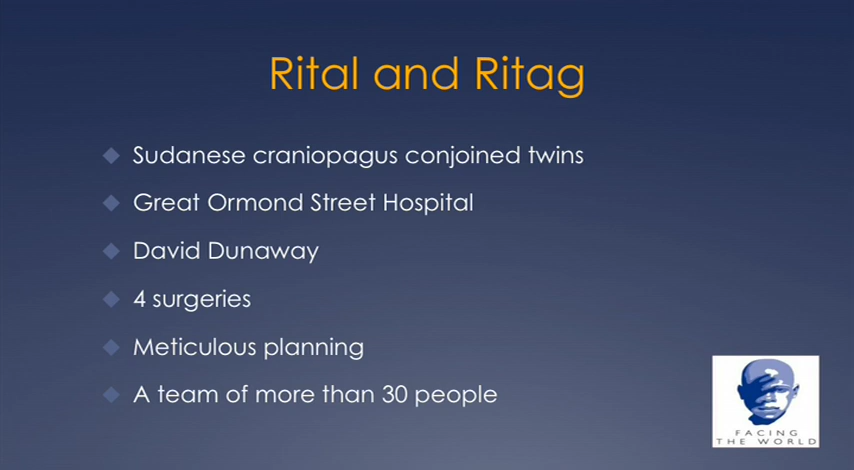 Rital and Ritag
Sudanese craniopagus conjoined twins
Great Ormond Street Hospital
David Dunaway
4 surgeries
Meticulous planning
A team of more than 30 people
FACING
THE WORLD